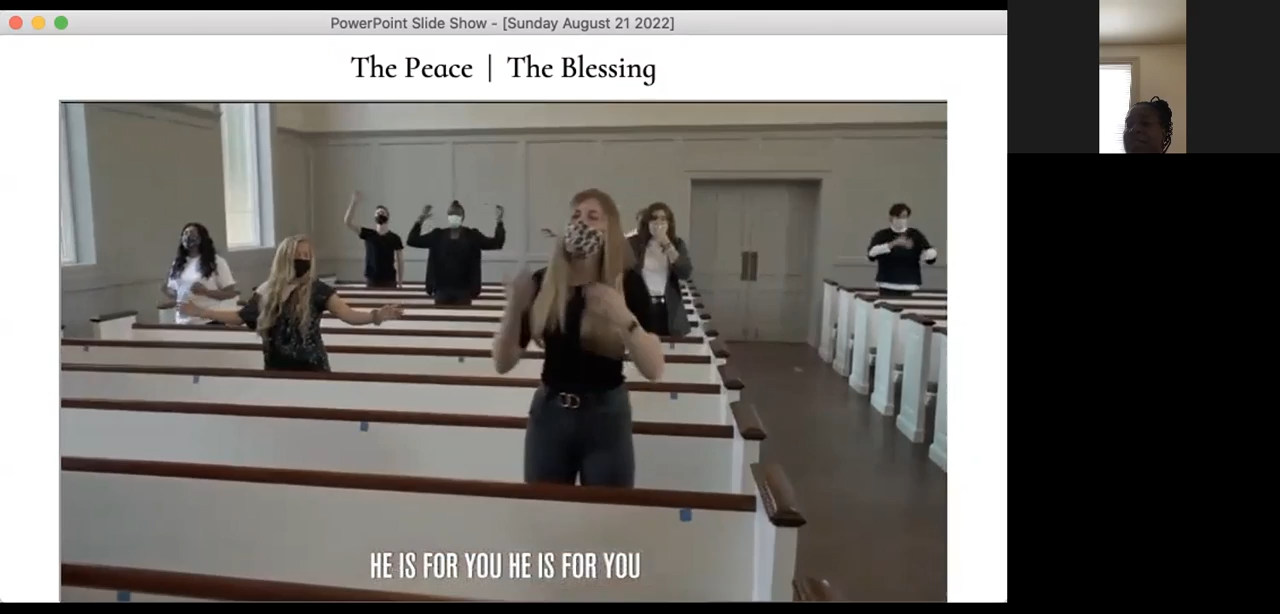 PowerPoint Slide Show - [Sunday August 21 2022]
The Peace | The Blessing
HE IS FOR YOU HE IS FOR YOU